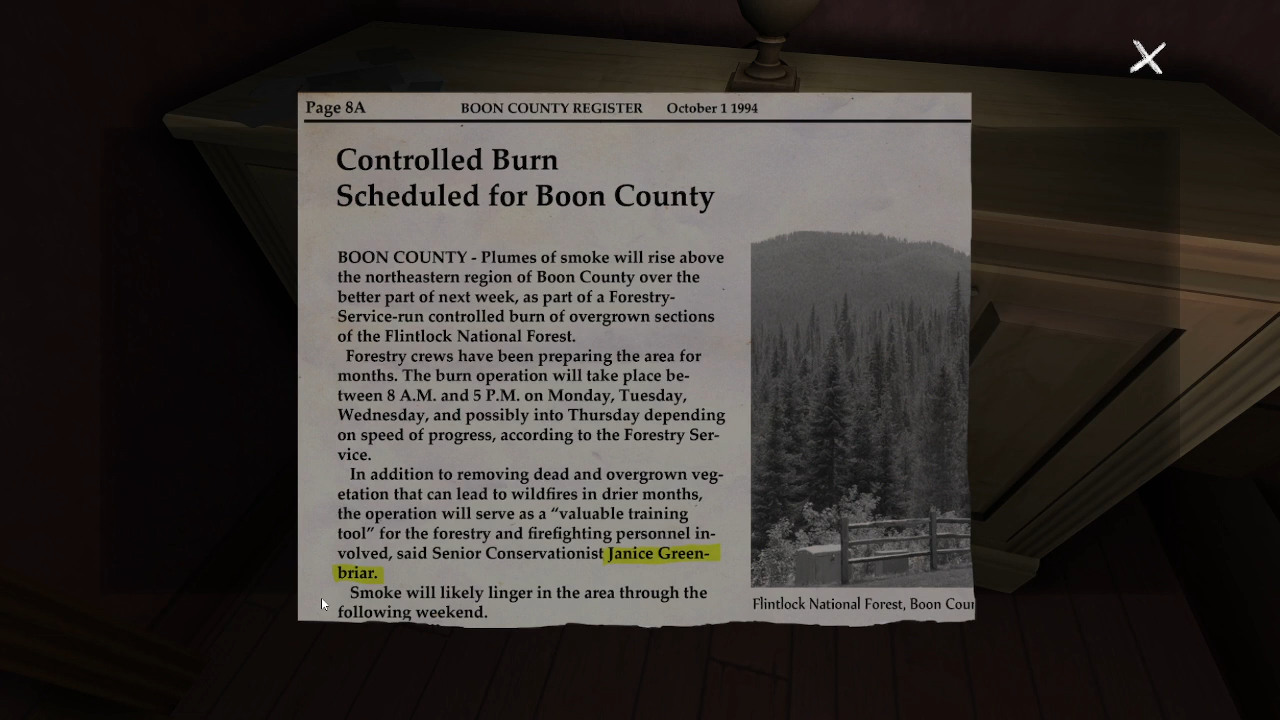 Page 8A BOON COUNTY REGISTER October 1 1994
Controlled Burn
Scheduled for Boon County
BOON COUNTY - Plumes of smoke will rise above
the northeastern region of Boon County over the
better part of next week, as part of a Forestry-
Service-run controlled burn of overgrown sections
of the Flintlock National Forest.
Forestry crews have been preparing the area for
months. The burn operation will take place be-
tween 8 A.M. and 5 P.M. on Monday, Tuesday,
Wednesday, and possibly into Thursday depending
on speed of progress, according to the Forestry Ser-
vice.
In addition to removing dead and overgrown veg-
etation that can lead to wildfires in drier months,
the operation will serve as a “valuable training
tool” for the forestry and firefighting personnel in-
volved, said Senior Conservationist Janice Green-
briar.
Smoke will likely linger in the area through the
following weekend.
Flintlock National Forest, Boon Coun